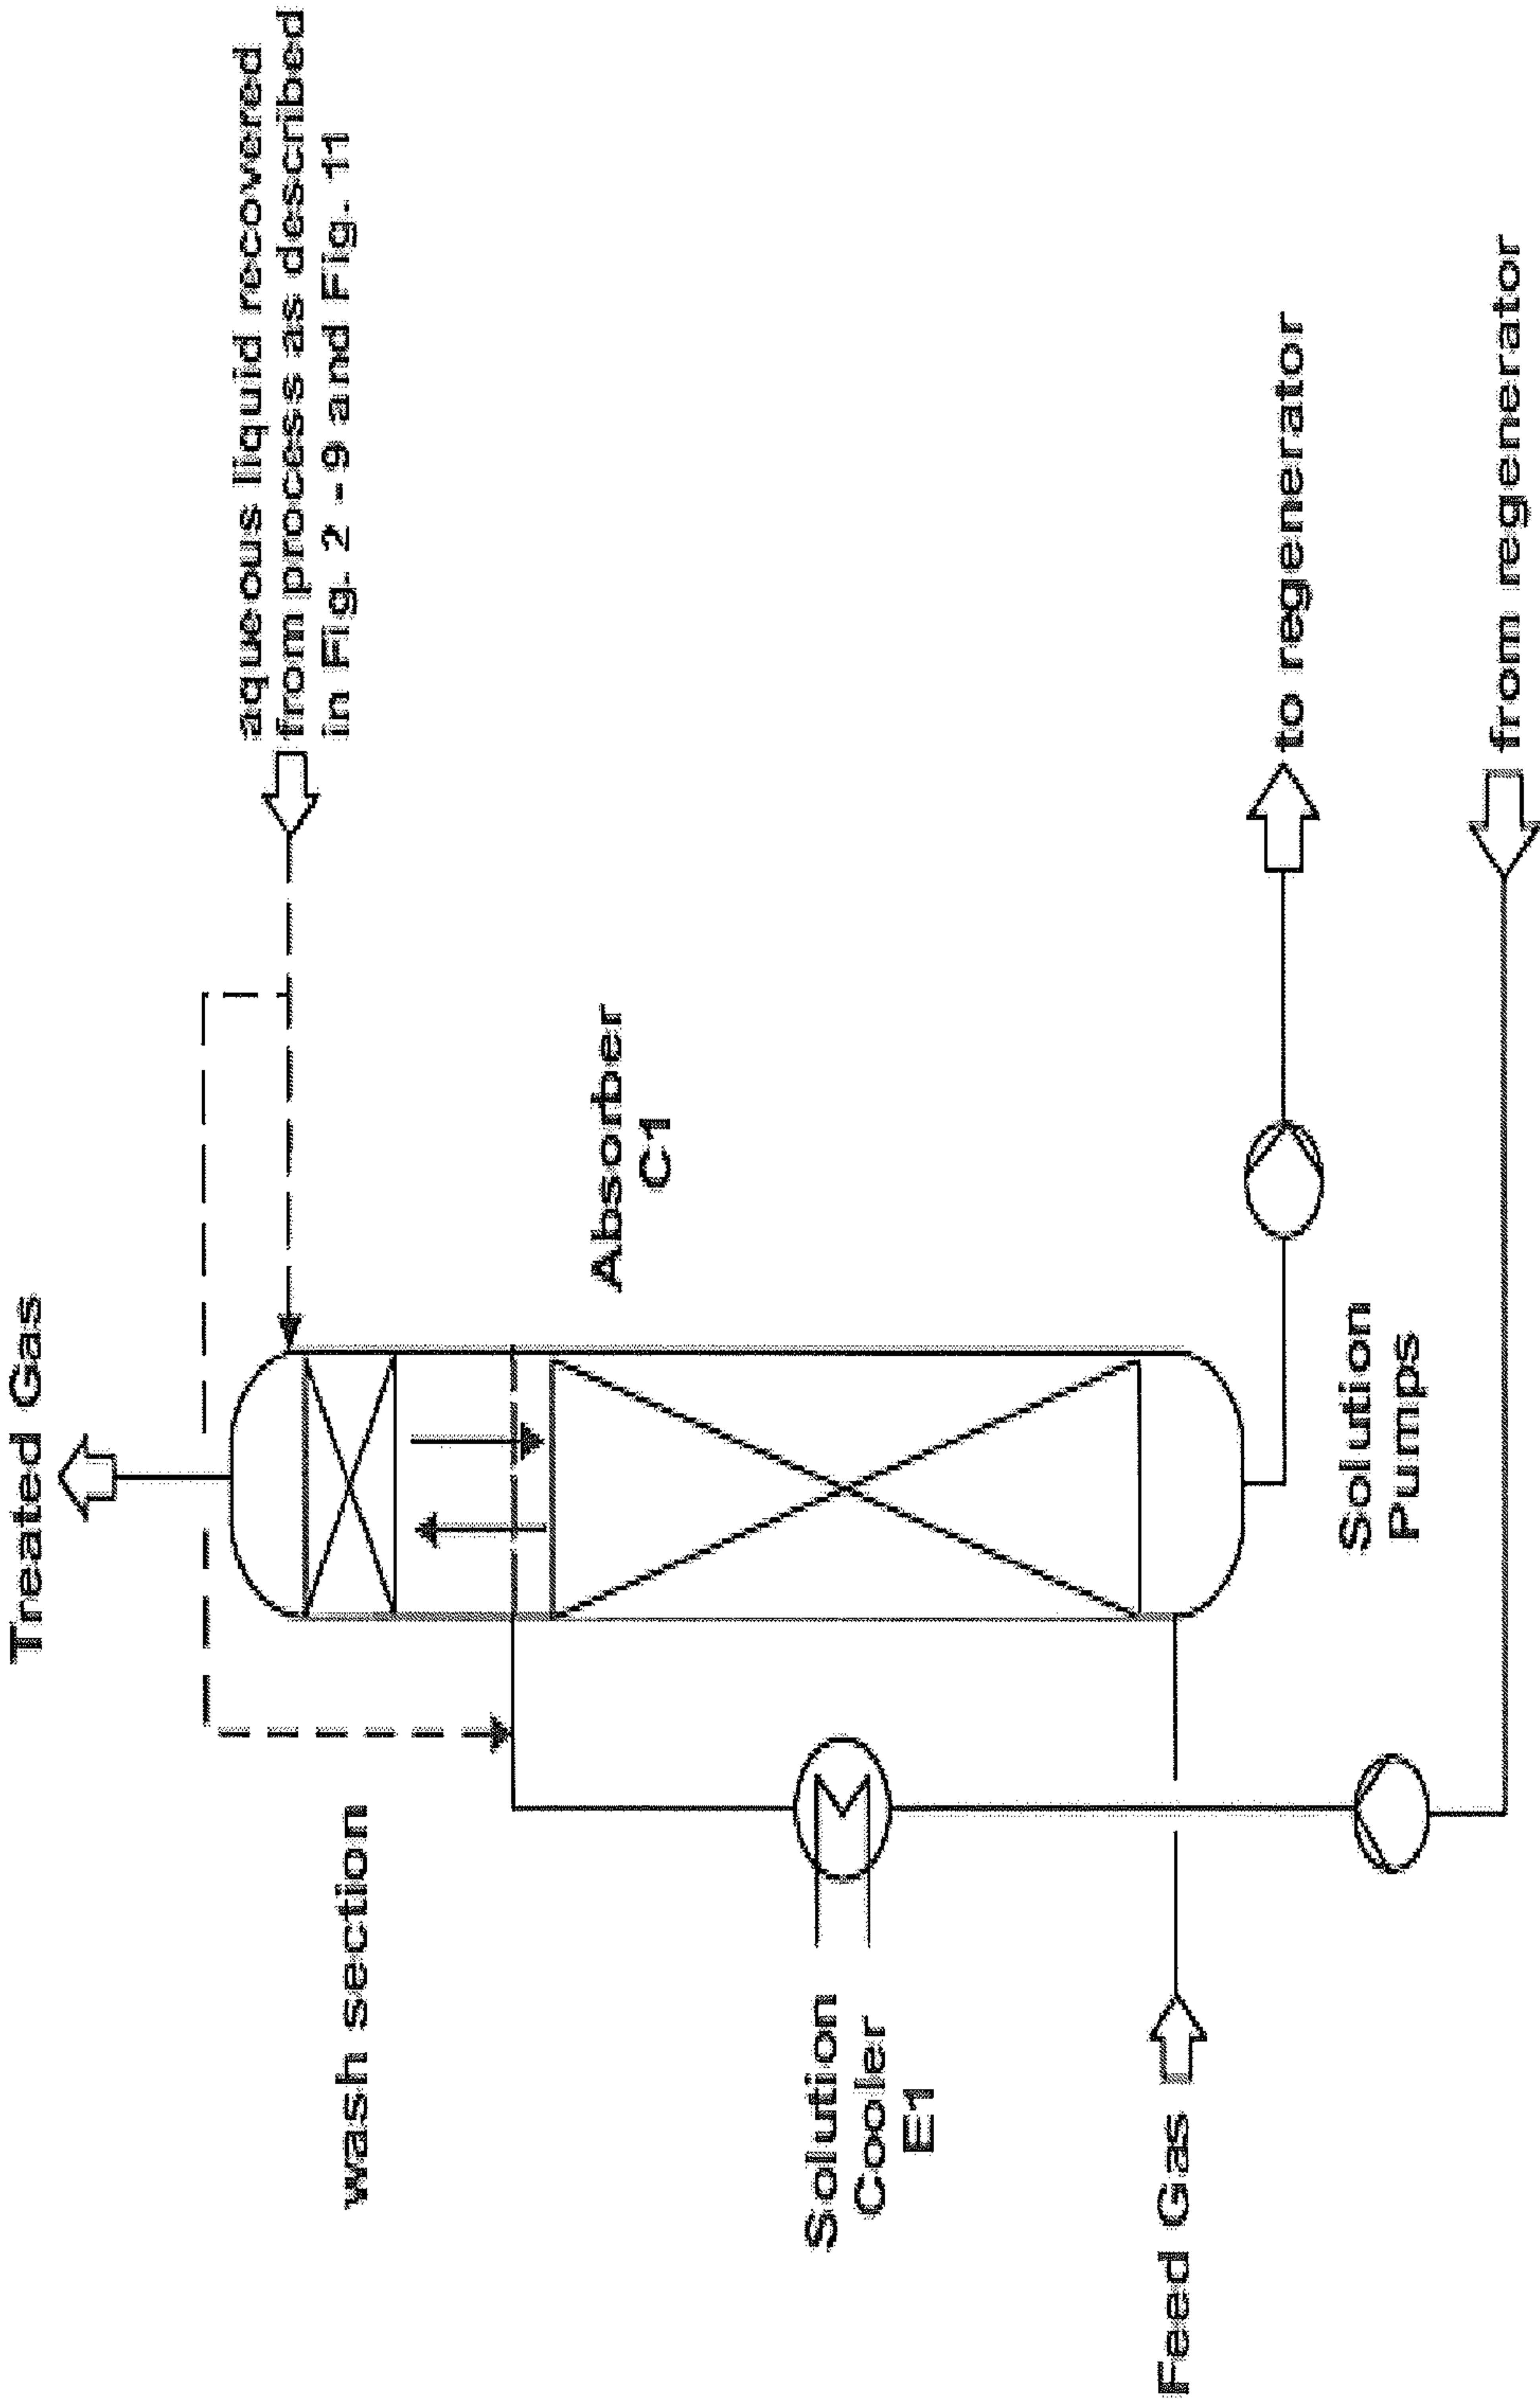 Treated Gas
aqueous liquid recovered
from process as described
in Fig. 2 - 9 and Fig. 11
wash section
Absorber
C1
Solution
Cooler
E1
Feed Gas
to regenerator
Solution
Pumps
from regenerator